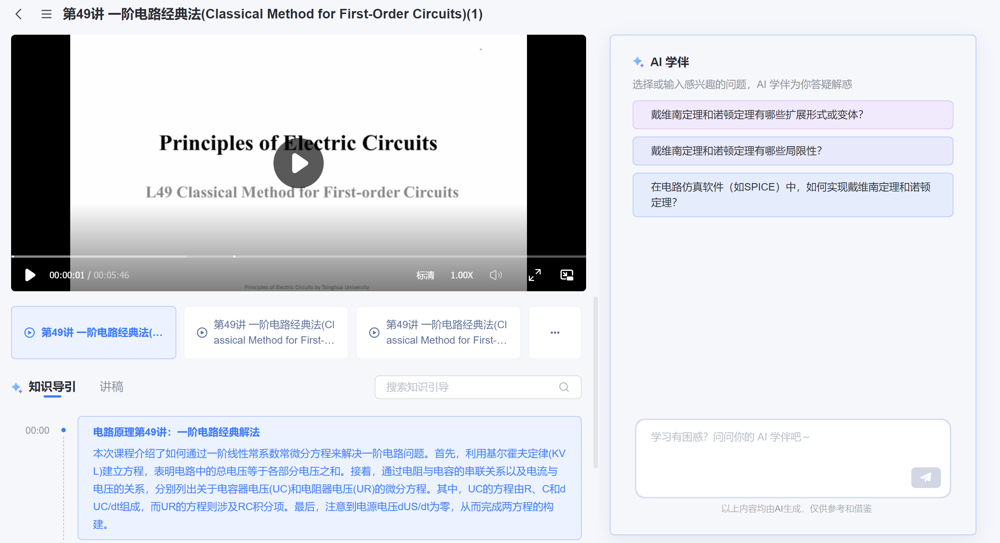 第49讲 一阶电路经典法(Classical Method for First-Order Circuits)(1)
Principles of Electric Circuits
L49 Classical Method for First-order Circuits
00:00:01 / 00:05:46
标清
1.00X
Principles of Electric Circuits by Tsinghua University
第49讲 一阶电路经典法(...
第49讲 一阶电路经典法(Cl
assical Method for First-...
第49讲 一阶电路经典法(Cl
assical Method for First-...
知识导引
讲稿
搜索知识引导
00:00
电路原理第49讲：一阶电路经典解法
本次课程介绍了如何通过一阶线性常系数常微分方程来解决一阶电路问题。首先，利用基尔霍夫定律(KV
L)建立方程，表明电路中的总电压等于各部分电压之和。接着，通过电阻与电容的串联关系以及电流与
电压的关系，分别列出关于电容器电压(UC)和电阻器电压(UR)的微分方程。其中，UC的方程由R、C和d
UC/dt组成，而UR的方程则涉及RC积分项。最后，注意到电源电压dUS/dt为零，从而完成两方程的构
建。
AI 学伴
选择或输入感兴趣的问题，AI 学伴为你答疑解惑
戴维南定理和诺顿定理有哪些扩展形式或变体？
戴维南定理和诺顿定理有哪些局限性？
在电路仿真软件（如SPICE）中，如何实现戴维南定理和诺顿
定理？
学习有困惑？问问你的 AI 学伴吧 ~
以上内容均由AI生成，仅供参考和借鉴